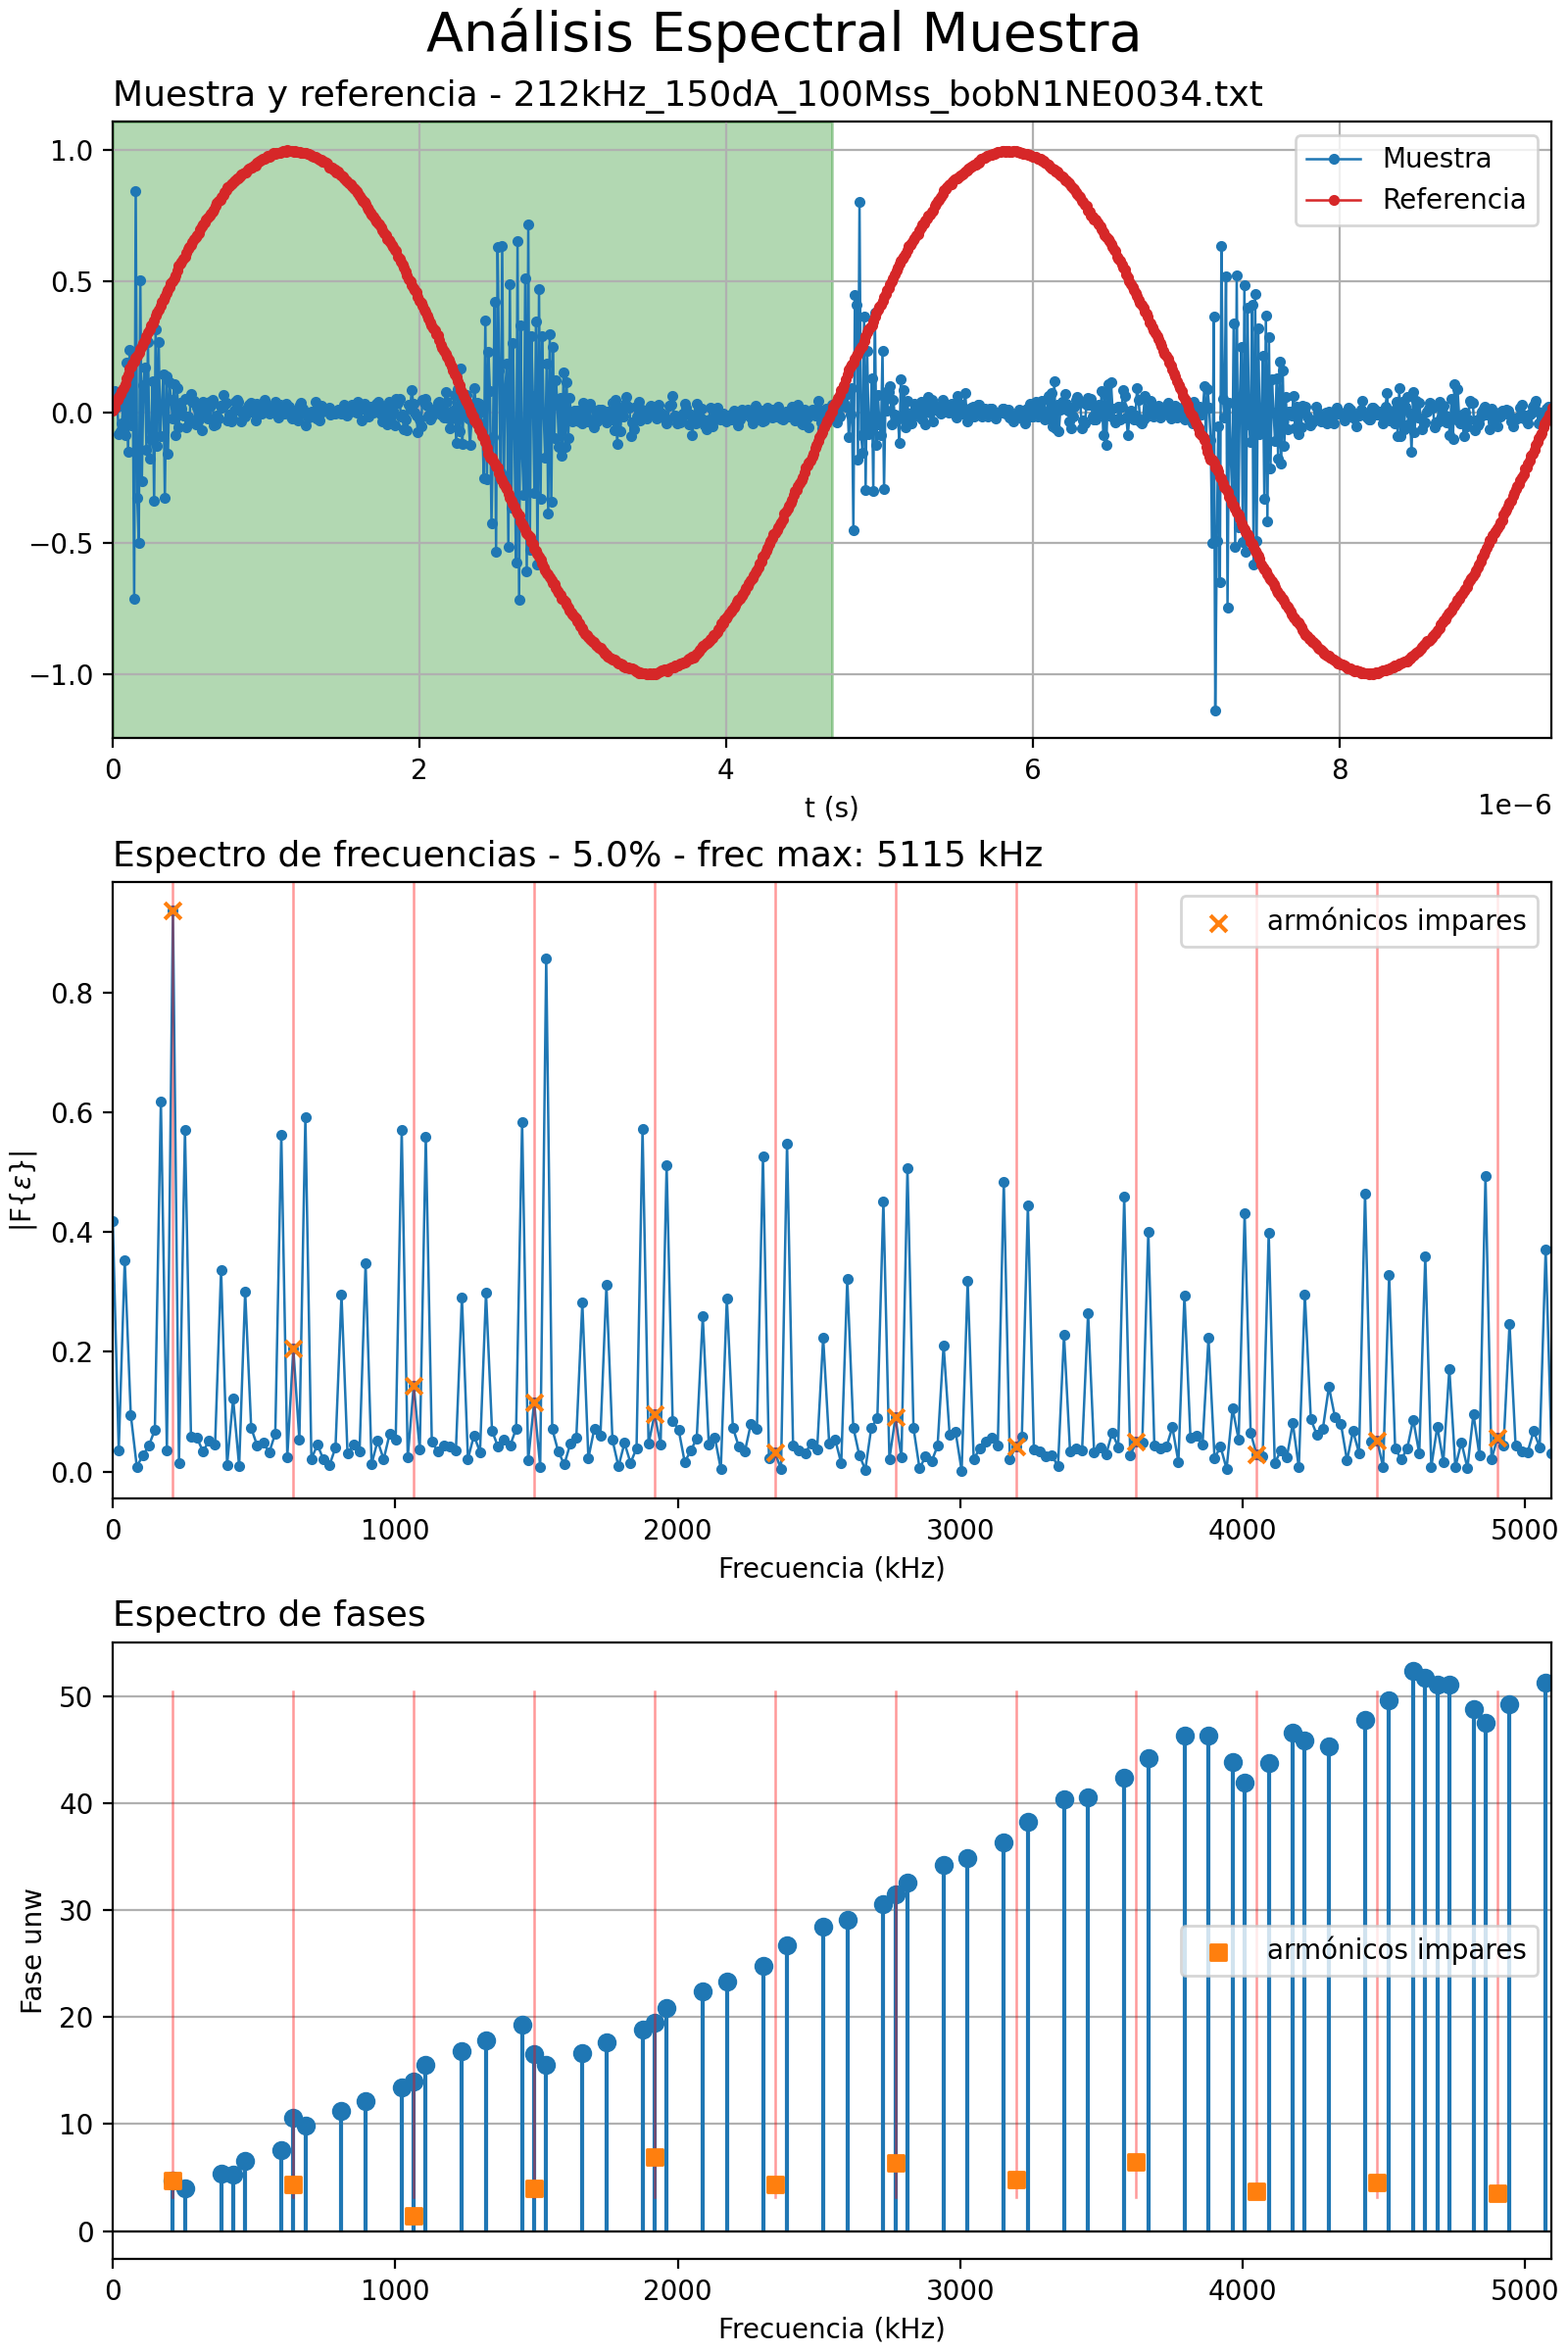 Análisis Espectral Muestra
Muestra y referencia - 212kHz_150dA_100Mss_bobN1NE0034.txt
Muestra
Referencia
1.0
0.5
0.0
−0.5
−1.0
0 2 4 6 8
1e−6
t (s)
Espectro de frecuencias - 5.0% - frec max: 5115 kHz
armónicos impares
|F{ε}|
0.8
0.6
0.4
0.2
0.0
0 1000 2000 3000 4000 5000
Frecuencia (kHz)
Espectro de fases
Fase unw
50
40
30
armónicos impares
20
10
0
0 1000 2000 3000 4000 5000
Frecuencia (kHz)